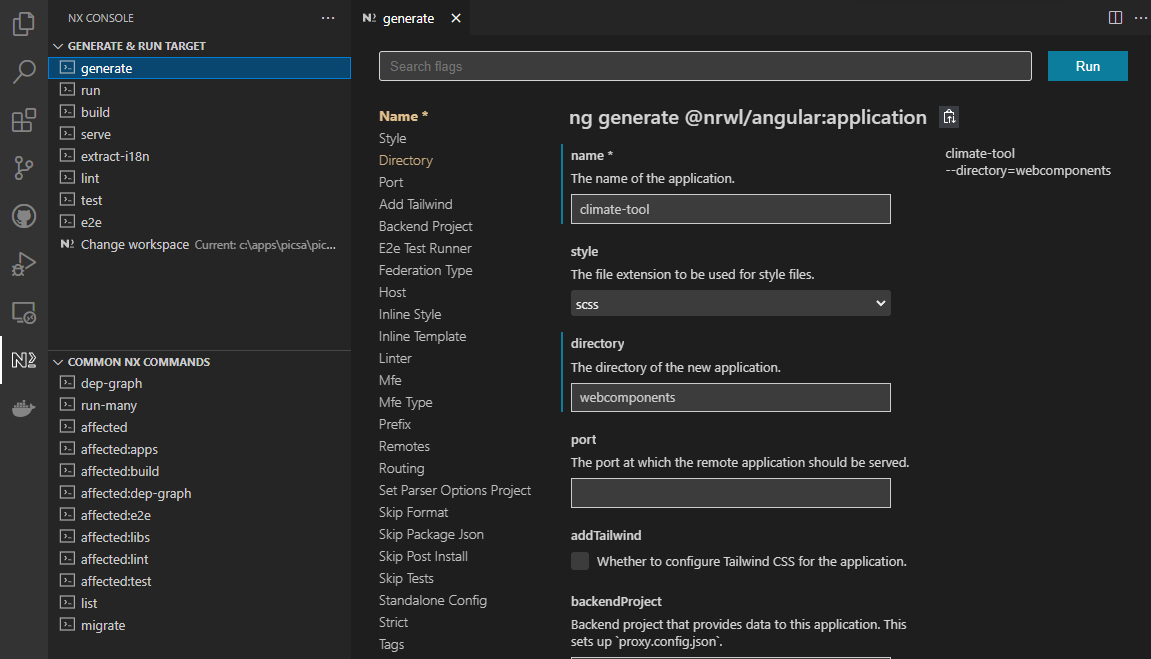 NX CONSOLE
GENERATE & RUN TARGET
generate
run
build
serve
extract-i18n
lint
test
e2e
Change workspace Current: c:\apps\picsa\pic...
COMMON NX COMMANDS
dep-graph
run-many
affected
affected:apps
affected:build
affected:dep-graph
affected:e2e
affected:libs
affected:lint
affected:test
list
migrate
generate
Search flags
Run
Name *
Style
Directory
Port
Add Tailwind
Backend Project
E2e Test Runner
Federation Type
Host
Inline Style
Inline Template
Linter
Mfe
Mfe Type
Prefix
Remotes
Routing
Set Parser Options Project
Skip Format
Skip Package Json
Skip Post Install
Skip Tests
Standalone Config
Strict
Tags
ng generate @nrwl/angular:application
name *
The name of the application.
climate-tool
style
The file extension to be used for style files.
scss
directory
The directory of the new application.
webcomponents
port
The port at which the remote application should be served.
addTailwind
Whether to configure Tailwind CSS for the application.
backendProject
Backend project that provides data to this application. This
sets up `proxy.config.json`.
climate-tool
--directory=webcomponents